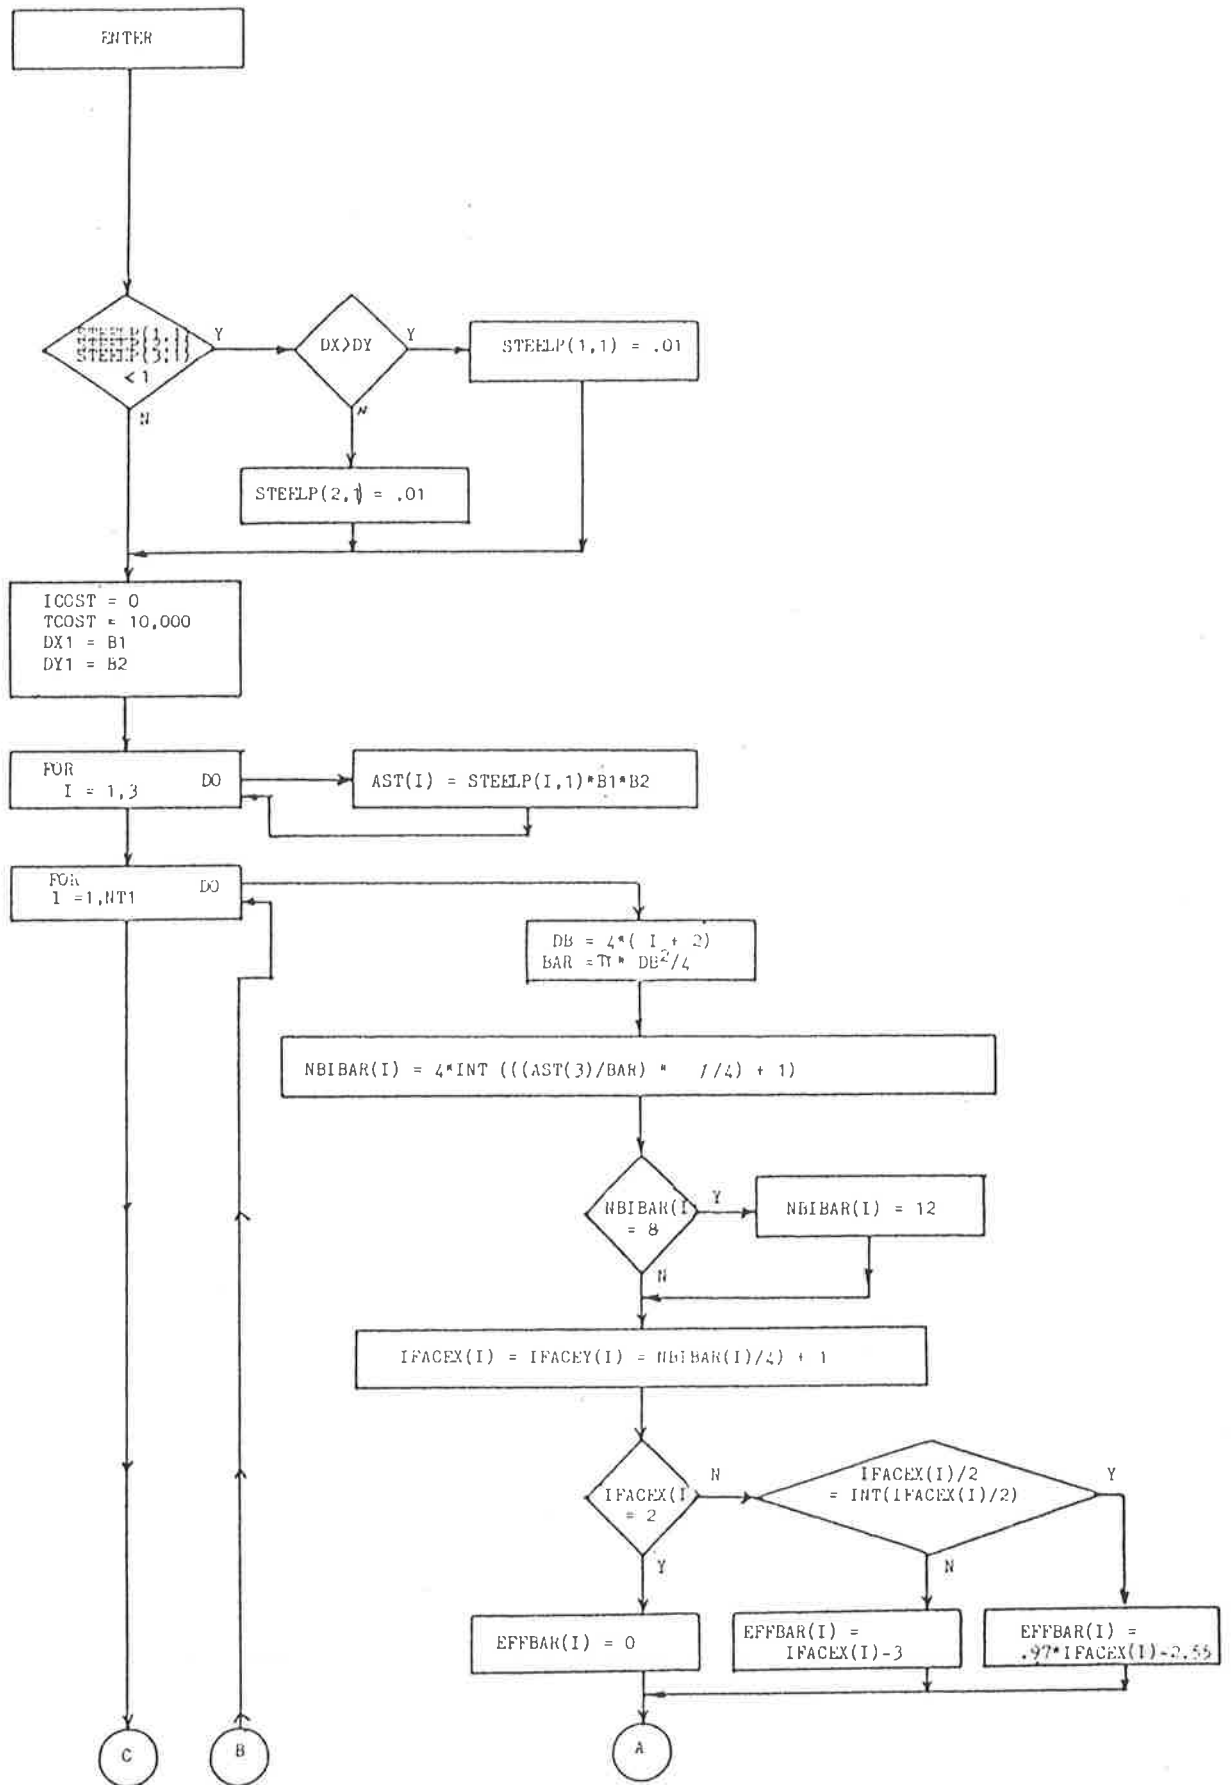 ENTER
STEELP(1,1)
STEELP(2,1)
STEELP(3,1)
< 1
Y
DX>DY
Y
STEELP(1,1) = .01
N
N
STEELP(2,1) = .01
ICOST = 0
TCOST = 10,000
DX1 = B1
DY1 = B2
FOR DO
I = 1,3
AST(I) = STEELP(I,1)*B1*B2
FOR DO
I =1,NT1
DB = 4*( I + 2)
BAR =π* DB²/4
NBIBAR(I) = 4*INT (((AST(3)/BAR) * /4) + 1)
NBIBAR(I
= 8
Y
NBIBAR(I) = 12
N
IFACEX(I) = IFACEY(I) = NBIBAR(I)/4) + 1
IFACEX(I
= 2
N
IFACEX(I)/2
= INT(IFACEX(I)/2)
Y
Y
N
EFFBAR(I) = 0
EFFBAR(I) =
IFACEX(I)-3
EFFBAR(I) =
.97*IFACEX(I)-2.55
C
B
A